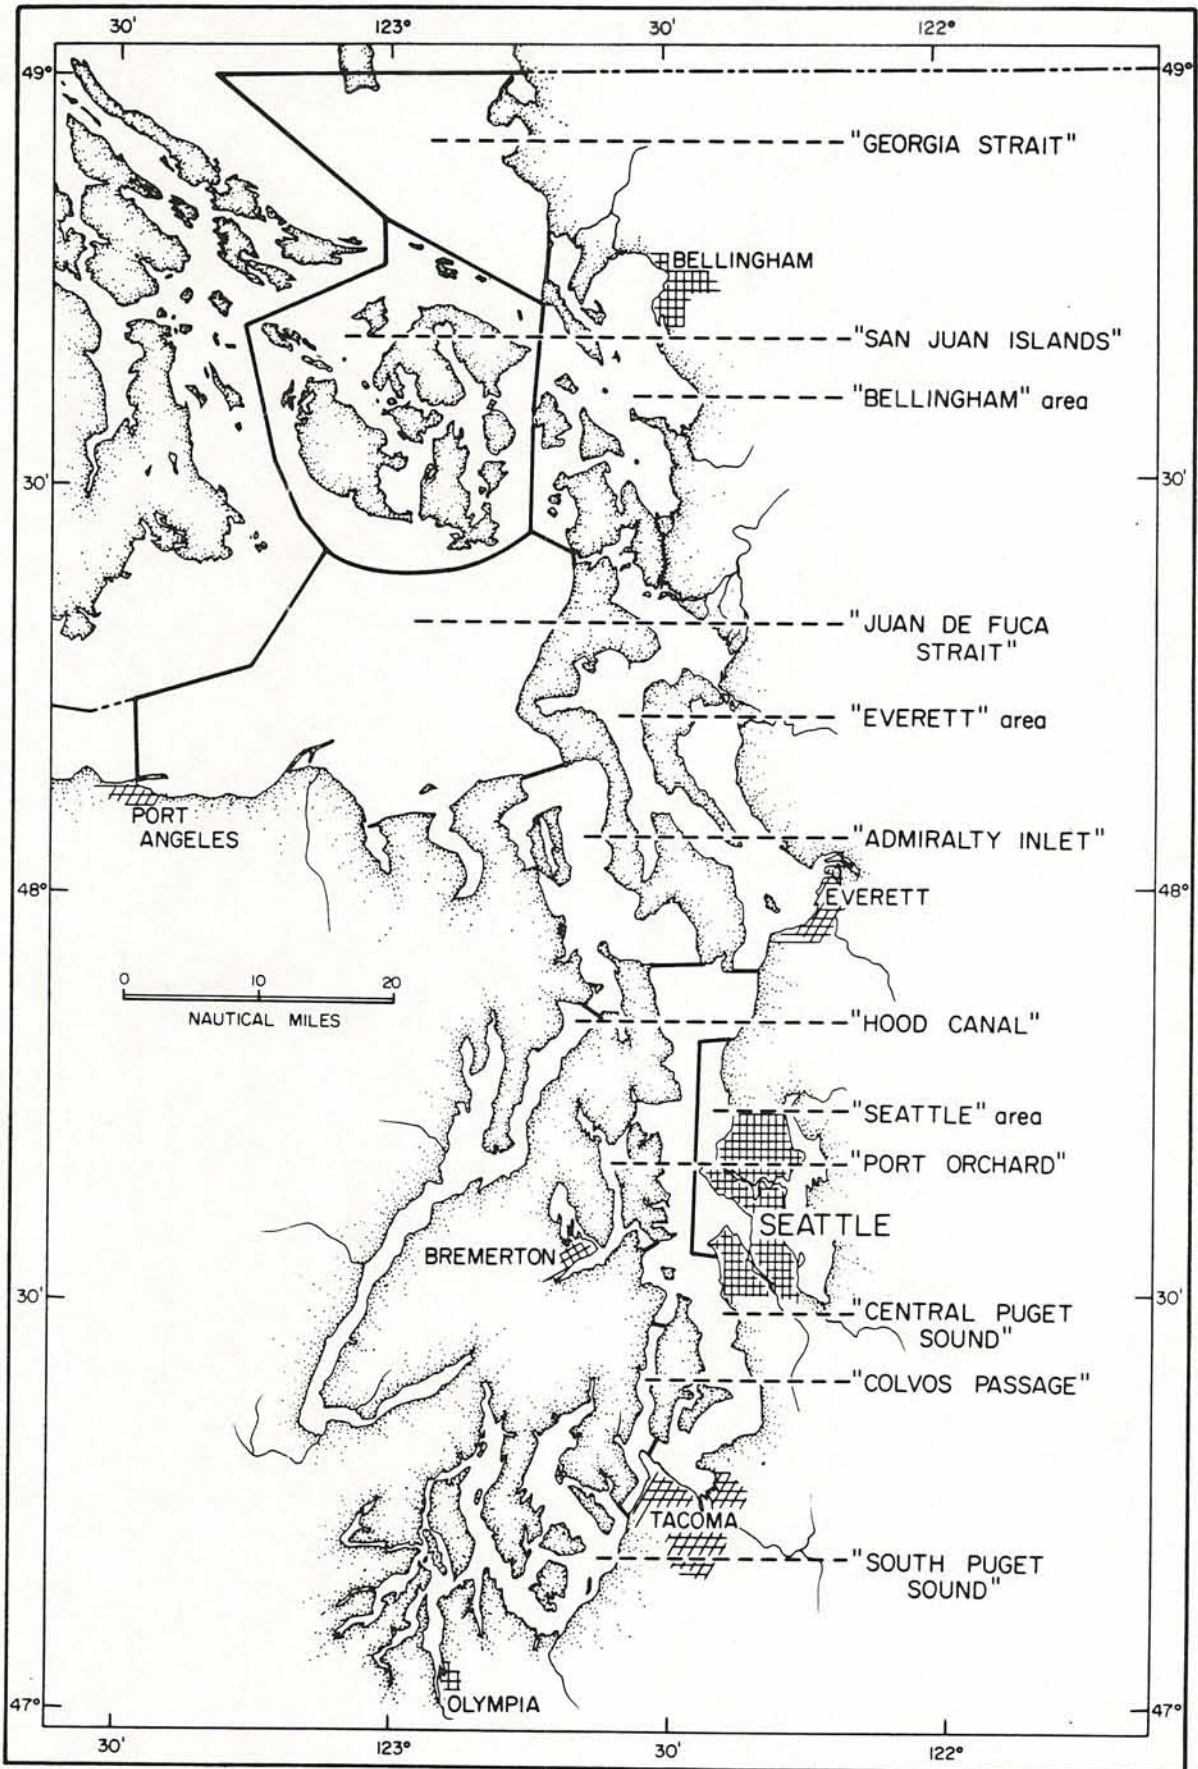 30' 123° 30' 122°
49° 49°
"GEORGIA STRAIT"
BELLINGHAM
"SAN JUAN ISLANDS"
"BELLINGHAM" area
30' 30'
"JUAN DE FUCA
STRAIT"
"EVERETT" area
PORT
ANGELES
"ADMIRALTY INLET"
48° 48°
EVERETT
0 10 20
NAUTICAL MILES
"HOOD CANAL"
"SEATTLE" area
"PORT ORCHARD"
SEATTLE
BREMERTON
30' 30'
"CENTRAL PUGET
SOUND"
"COLVOS PASSAGE"
TACOMA
"SOUTH PUGET
SOUND"
OLYMPIA
47° 47°
30' 123° 30' 122°